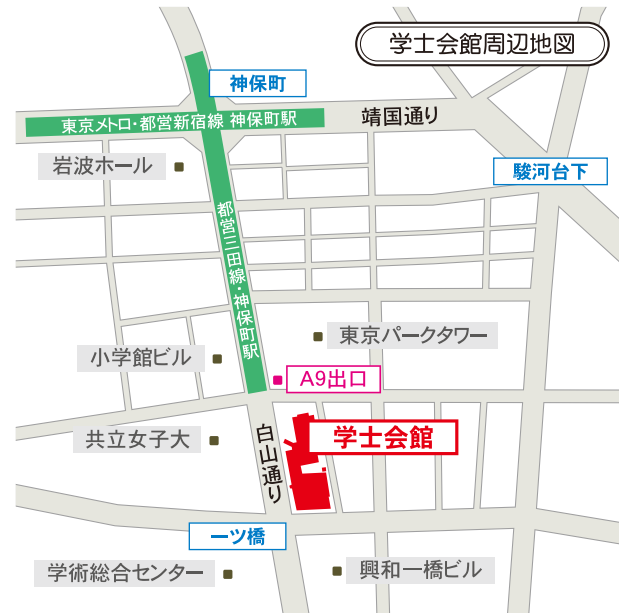 学士会館周辺地図
神保町
東京メトロ・都営新宿線 神保町駅
靖国通り
岩波ホール
駿河台下
都営三田線・神保町駅
東京パークタワー
小学館ビル
A9出口
白山通り
学士会館
共立女子大
一ツ橋
学術総合センター
興和一橋ビル